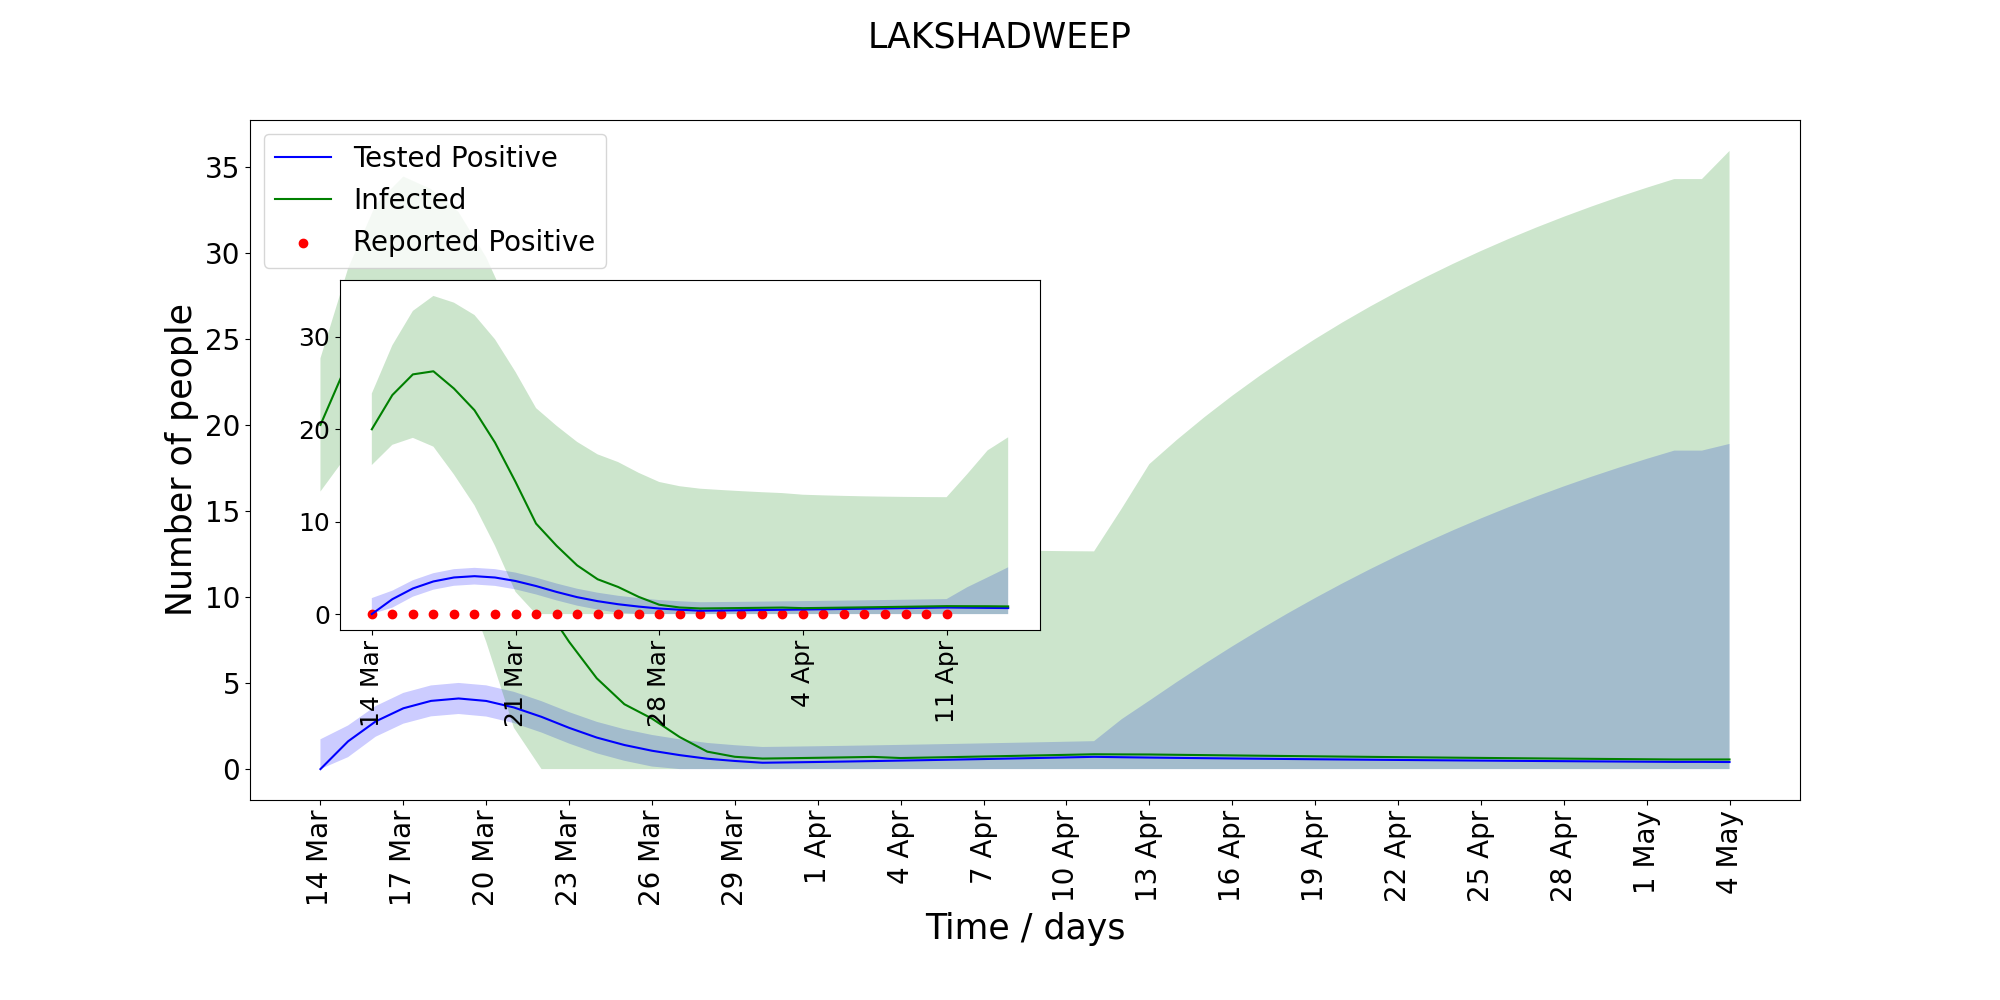 LAKSHADWEEP
Tested Positive
Infected
Reported Positive
Number of people
35
30
25
20
15
10
5
0
30
20
10
0
14 Mar
21 Mar
28 Mar
4 Apr
11 Apr
14 Mar
17 Mar
20 Mar
23 Mar
26 Mar
29 Mar
1 Apr
4 Apr
7 Apr
10 Apr
13 Apr
16 Apr
19 Apr
22 Apr
25 Apr
28 Apr
1 May
4 May
Time / days